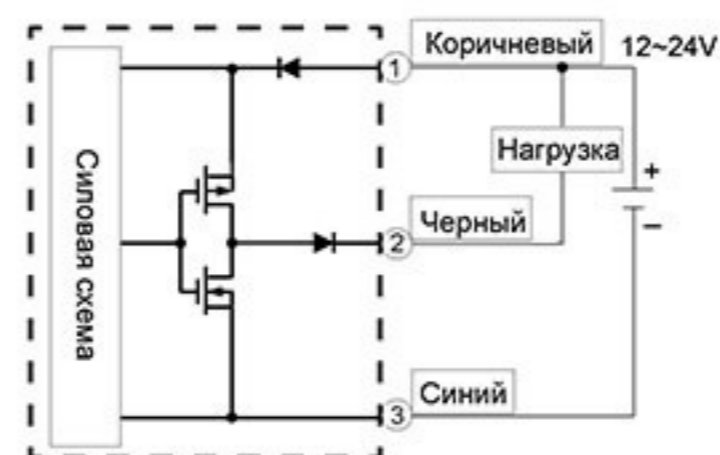 Коричневый
12~24V
1
Нагрузка
+
−
Силовая схема
Черный
2
Синий
3